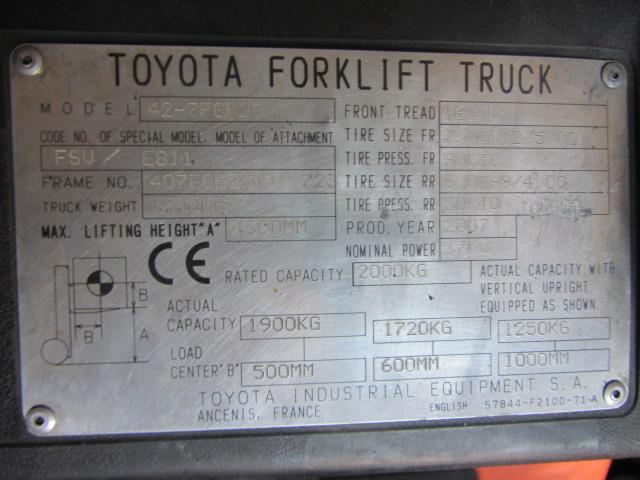 TOYOTA FORKLIFT TRUCK
MODEL FRONT TREAD
CODE NO. OF SPECIAL MODEL, MODEL OF ATTACHMENT TIRE SIZE FR
FSV / E811 TIRE PRESS. FR SOLID
FRAME NO. TIRE SIZE RR
TRUCK WEIGHT TIRE PRESS. RR SOLID
MAX. LIFTING HEIGHT "A" 4300MM PROD. YEAR 2007
NOMINAL POWER
CE RATED CAPACITY 2000KG ACTUAL CAPACITY WITH
VERTICAL UPRIGHT
EQUIPPED AS SHOWN.
B
A
B
ACTUAL
CAPACITY 1900KG 1720KG 1250KG
LOAD
CENTER'B' 500MM 600MM 1000MM
TOYOTA INDUSTRIAL EQUIPMENT S.A.
ANCENIS, FRANCE ENGLISH 57844-F2100-71-A